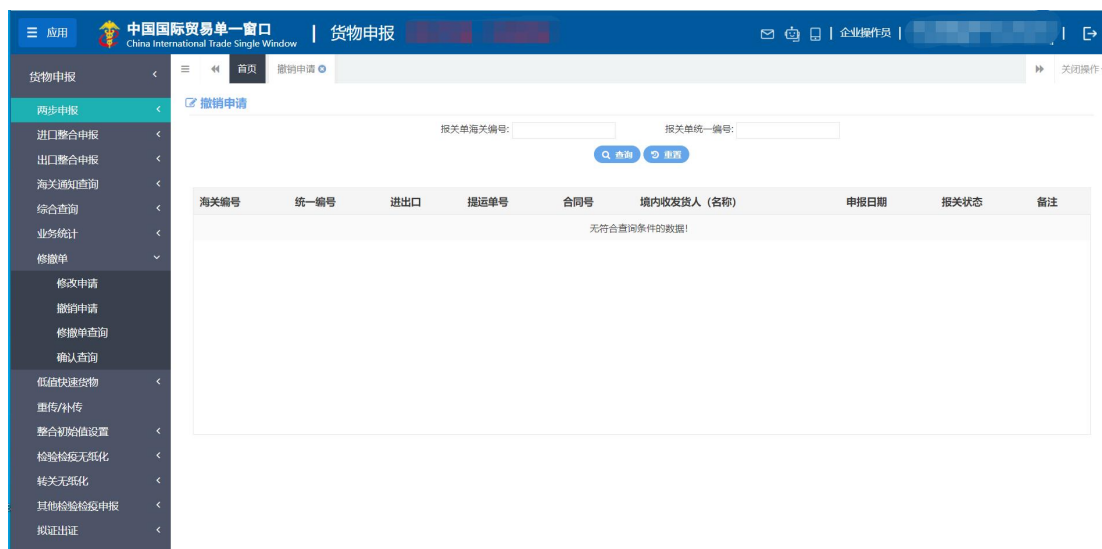 应用
中国国际贸易单一窗口
China International Trade Single Window
货物申报
企业操作员
货物申报
首页
撤销申请
关闭操作
两步申报
进口整合申报
出口整合申报
海关通知查询
综合查询
业务统计
修撤单
修改申请
撤销申请
修撤单查询
确认查询
低值快速货物
重传/补传
整合初始值设置
检验检疫无纸化
转关无纸化
其他检验检疫申报
拟证出证
撤销申请
报关单海关编号: 报关单统一编号:
查询 重置
海关编号 统一编号 进出口 提运单号 合同号 境内收发货人（名称） 申报日期 报关状态 备注
无符合查询条件的数据!